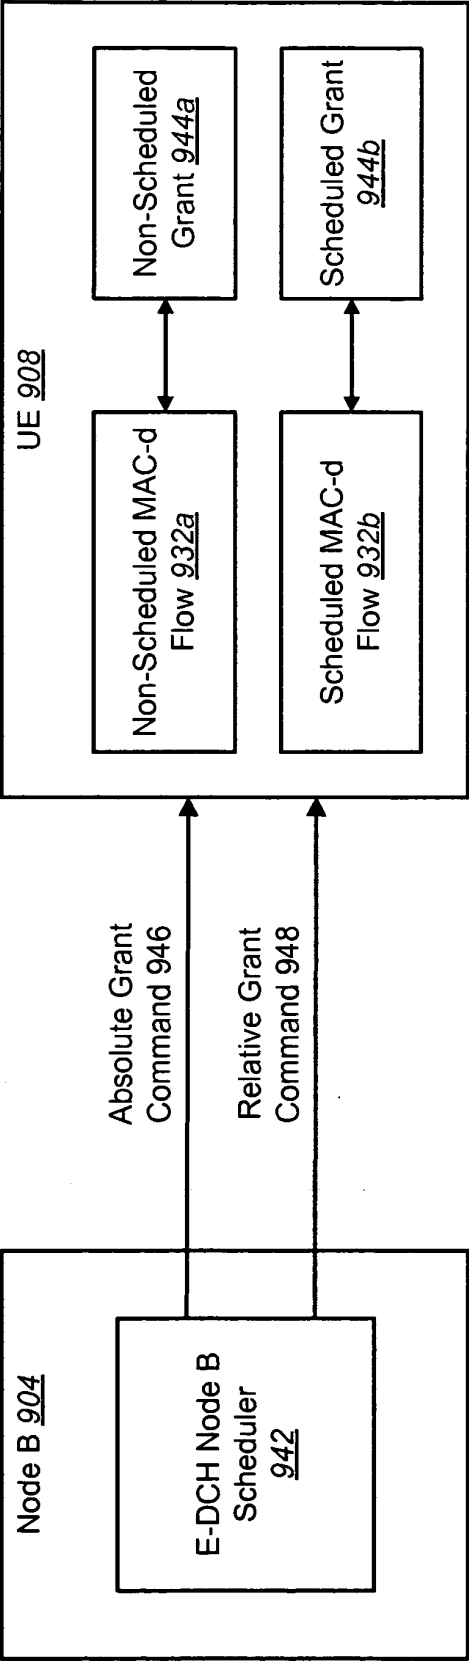 Node B 904
E-DCH Node B
Scheduler
942
Absolute Grant
Command 946
Relative Grant
Command 948
UE 908
Non-Scheduled MAC-d
Flow 932a
Non-Scheduled
Grant 944a
Scheduled MAC-d
Flow 932b
Scheduled Grant
944b